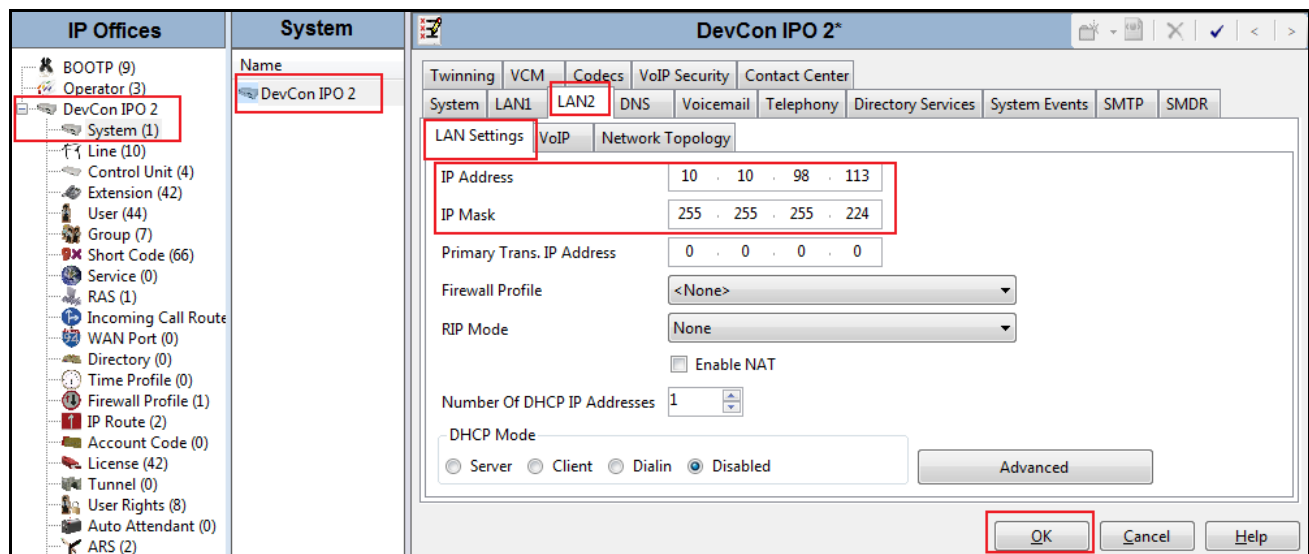 IP Offices
BOOTP (9)
Operator (3)
DevCon IPO 2
System (1)
Line (10)
Control Unit (4)
Extension (42)
User (44)
Group (7)
Short Code (66)
Service (0)
RAS (1)
Incoming Call Route
WAN Port (0)
Directory (0)
Time Profile (0)
Firewall Profile (1)
IP Route (2)
Account Code (0)
License (42)
Tunnel (0)
User Rights (8)
Auto Attendant (0)
ARS (2)
System
Name
DevCon IPO 2
DevCon IPO 2*
Twinning VCM Codecs VoIP Security Contact Center
System LAN1 LAN2 DNS Voicemail Telephony Directory Services System Events SMTP SMDR
LAN Settings VoIP Network Topology
IP Address 10 . 10 . 98 . 113
IP Mask 255 . 255 . 255 . 224
Primary Trans. IP Address 0 . 0 . 0 . 0
Firewall Profile <None>
RIP Mode None
Enable NAT
Number Of DHCP IP Addresses 1
DHCP Mode
Server Client Dialin Disabled Advanced
OK Cancel Help